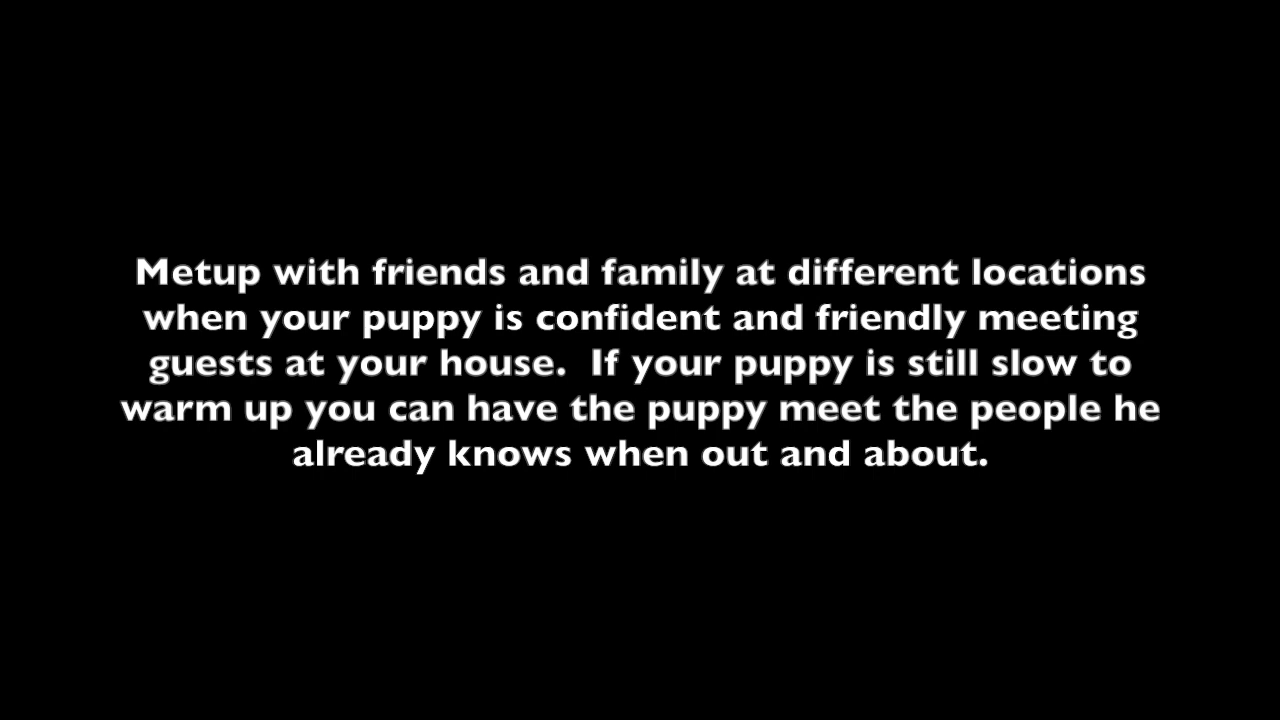 Metup with friends and family at different locations
when your puppy is confident and friendly meeting
guests at your house.  If your puppy is still slow to
warm up you can have the puppy meet the people he
already knows when out and about.